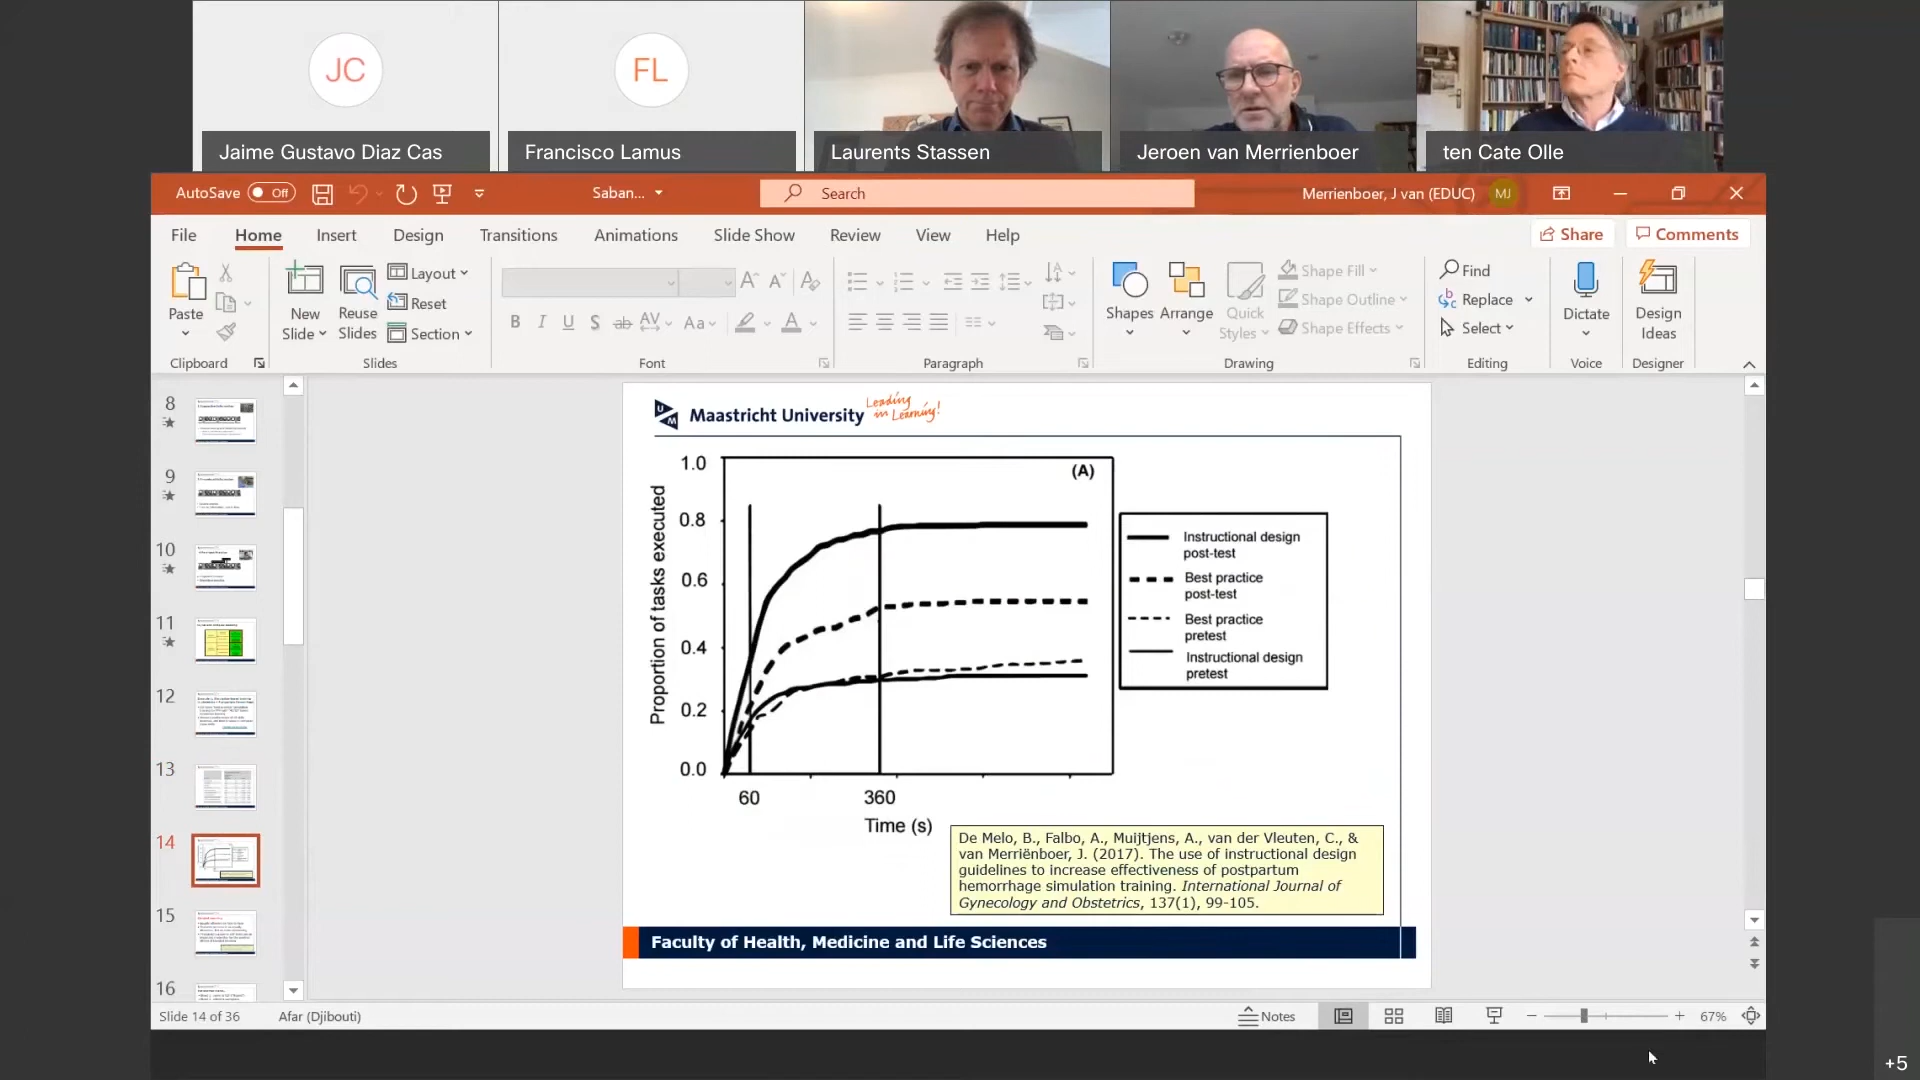 JC
FL
Jaime Gustavo Diaz Cas
Francisco Lamus
Laurents Stassen
Jeroen van Merrienboer
ten Cate Olle
AutoSave Off
Saban...
Search
Merrienboer, J van (EDUC) MJ
File Home Insert Design Transitions Animations Slide Show Review View Help
Share Comments
Paste
New Slide
Reuse Slides
Layout
Reset
Section
B I U S ab AV Aa A
Shapes
Arrange
Quick Styles
Shape Fill
Shape Outline
Shape Effects
Find
Replace
Select
Dictate
Design Ideas
Clipboard Slides Font Paragraph Drawing Editing Voice Designer
8
9
10
11
12
13
14
15
16
Maastricht University
Leading
in Learning!
(A)
1.0
0.8
0.6
0.4
0.2
0.0
Proportion of tasks executed
60 360
Time (s)
Instructional design
post-test
Best practice
post-test
Best practice
pretest
Instructional design
pretest
De Melo, B., Falbo, A., Muijtjens, A., van der Vleuten, C., &
van Merriënboer, J. (2017). The use of instructional design
guidelines to increase effectiveness of postpartum
hemorrhage simulation training. International Journal of
Gynecology and Obstetrics, 137(1), 99-105.
Faculty of Health, Medicine and Life Sciences
Slide 14 of 36 Afar (Djibouti)
Notes
67%
+5